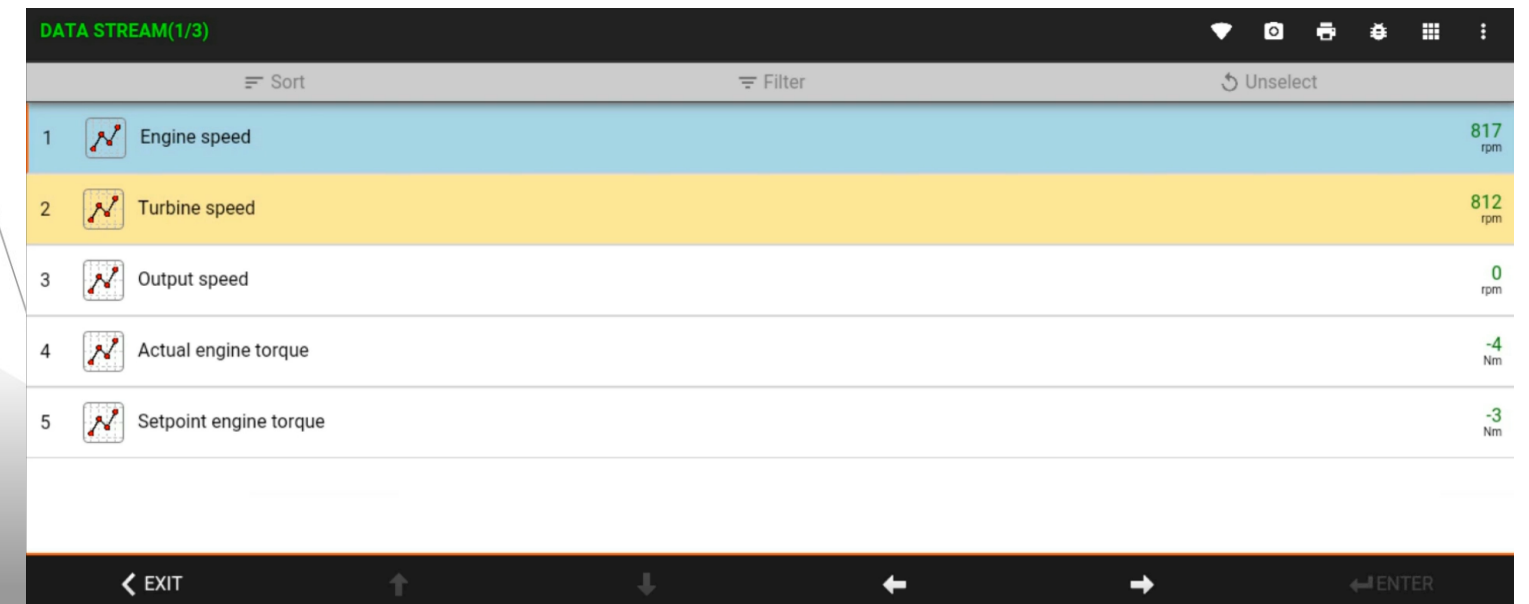 DATA STREAM(1/3)
Sort Filter Unselect
1 Engine speed 817 rpm
2 Turbine speed 812 rpm
3 Output speed 0 rpm
4 Actual engine torque -4 Nm
5 Setpoint engine torque -3 Nm
EXIT ENTER